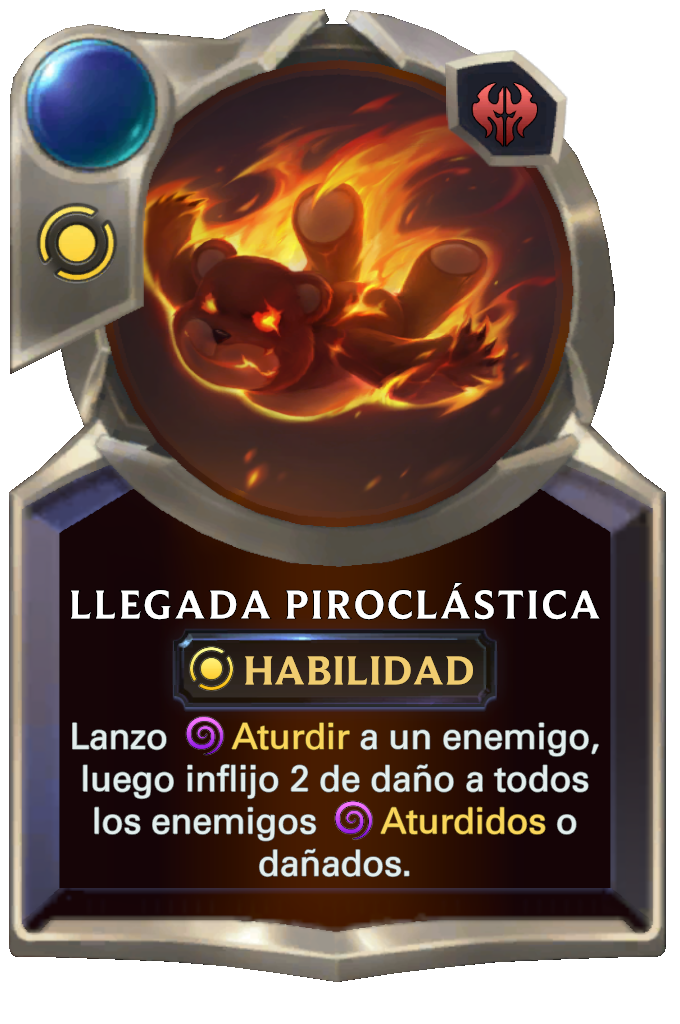 LLEGADA PIROCLÁSTICA
HABILIDAD
Lanzo Aturdir a un enemigo,
luego inflijo 2 de daño a todos
los enemigos Aturdidos o
dañados.